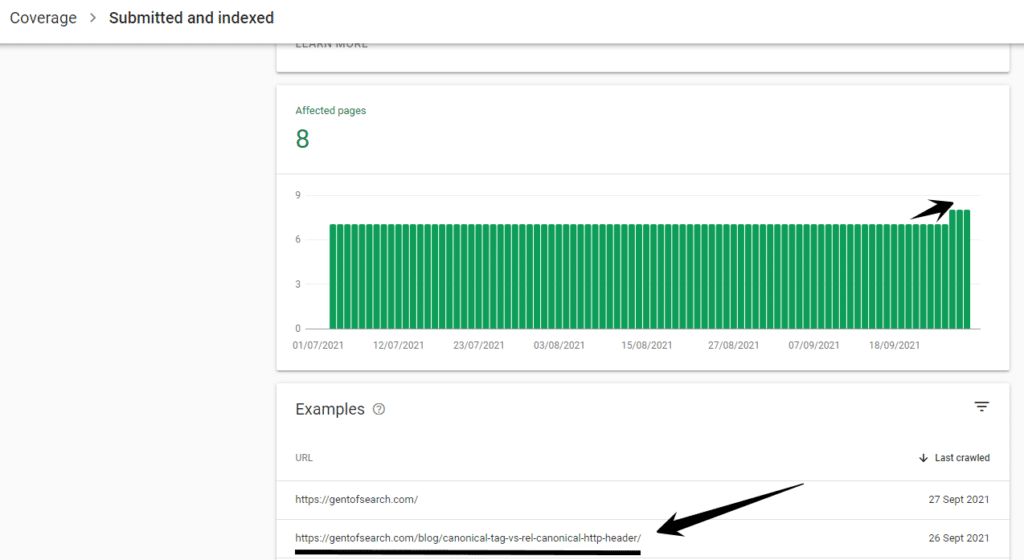 Coverage > Submitted and indexed
LEARN MORE
Affected pages
8
9
6
3
0
01/07/2021 12/07/2021 23/07/2021 03/08/2021 15/08/2021 27/08/2021 07/09/2021 18/09/2021
Examples ?
URL Last crawled
https://gentofsearch.com/ 27 Sept 2021
https://gentofsearch.com/blog/canonical-tag-vs-rel-canonical-http-header/ 26 Sept 2021